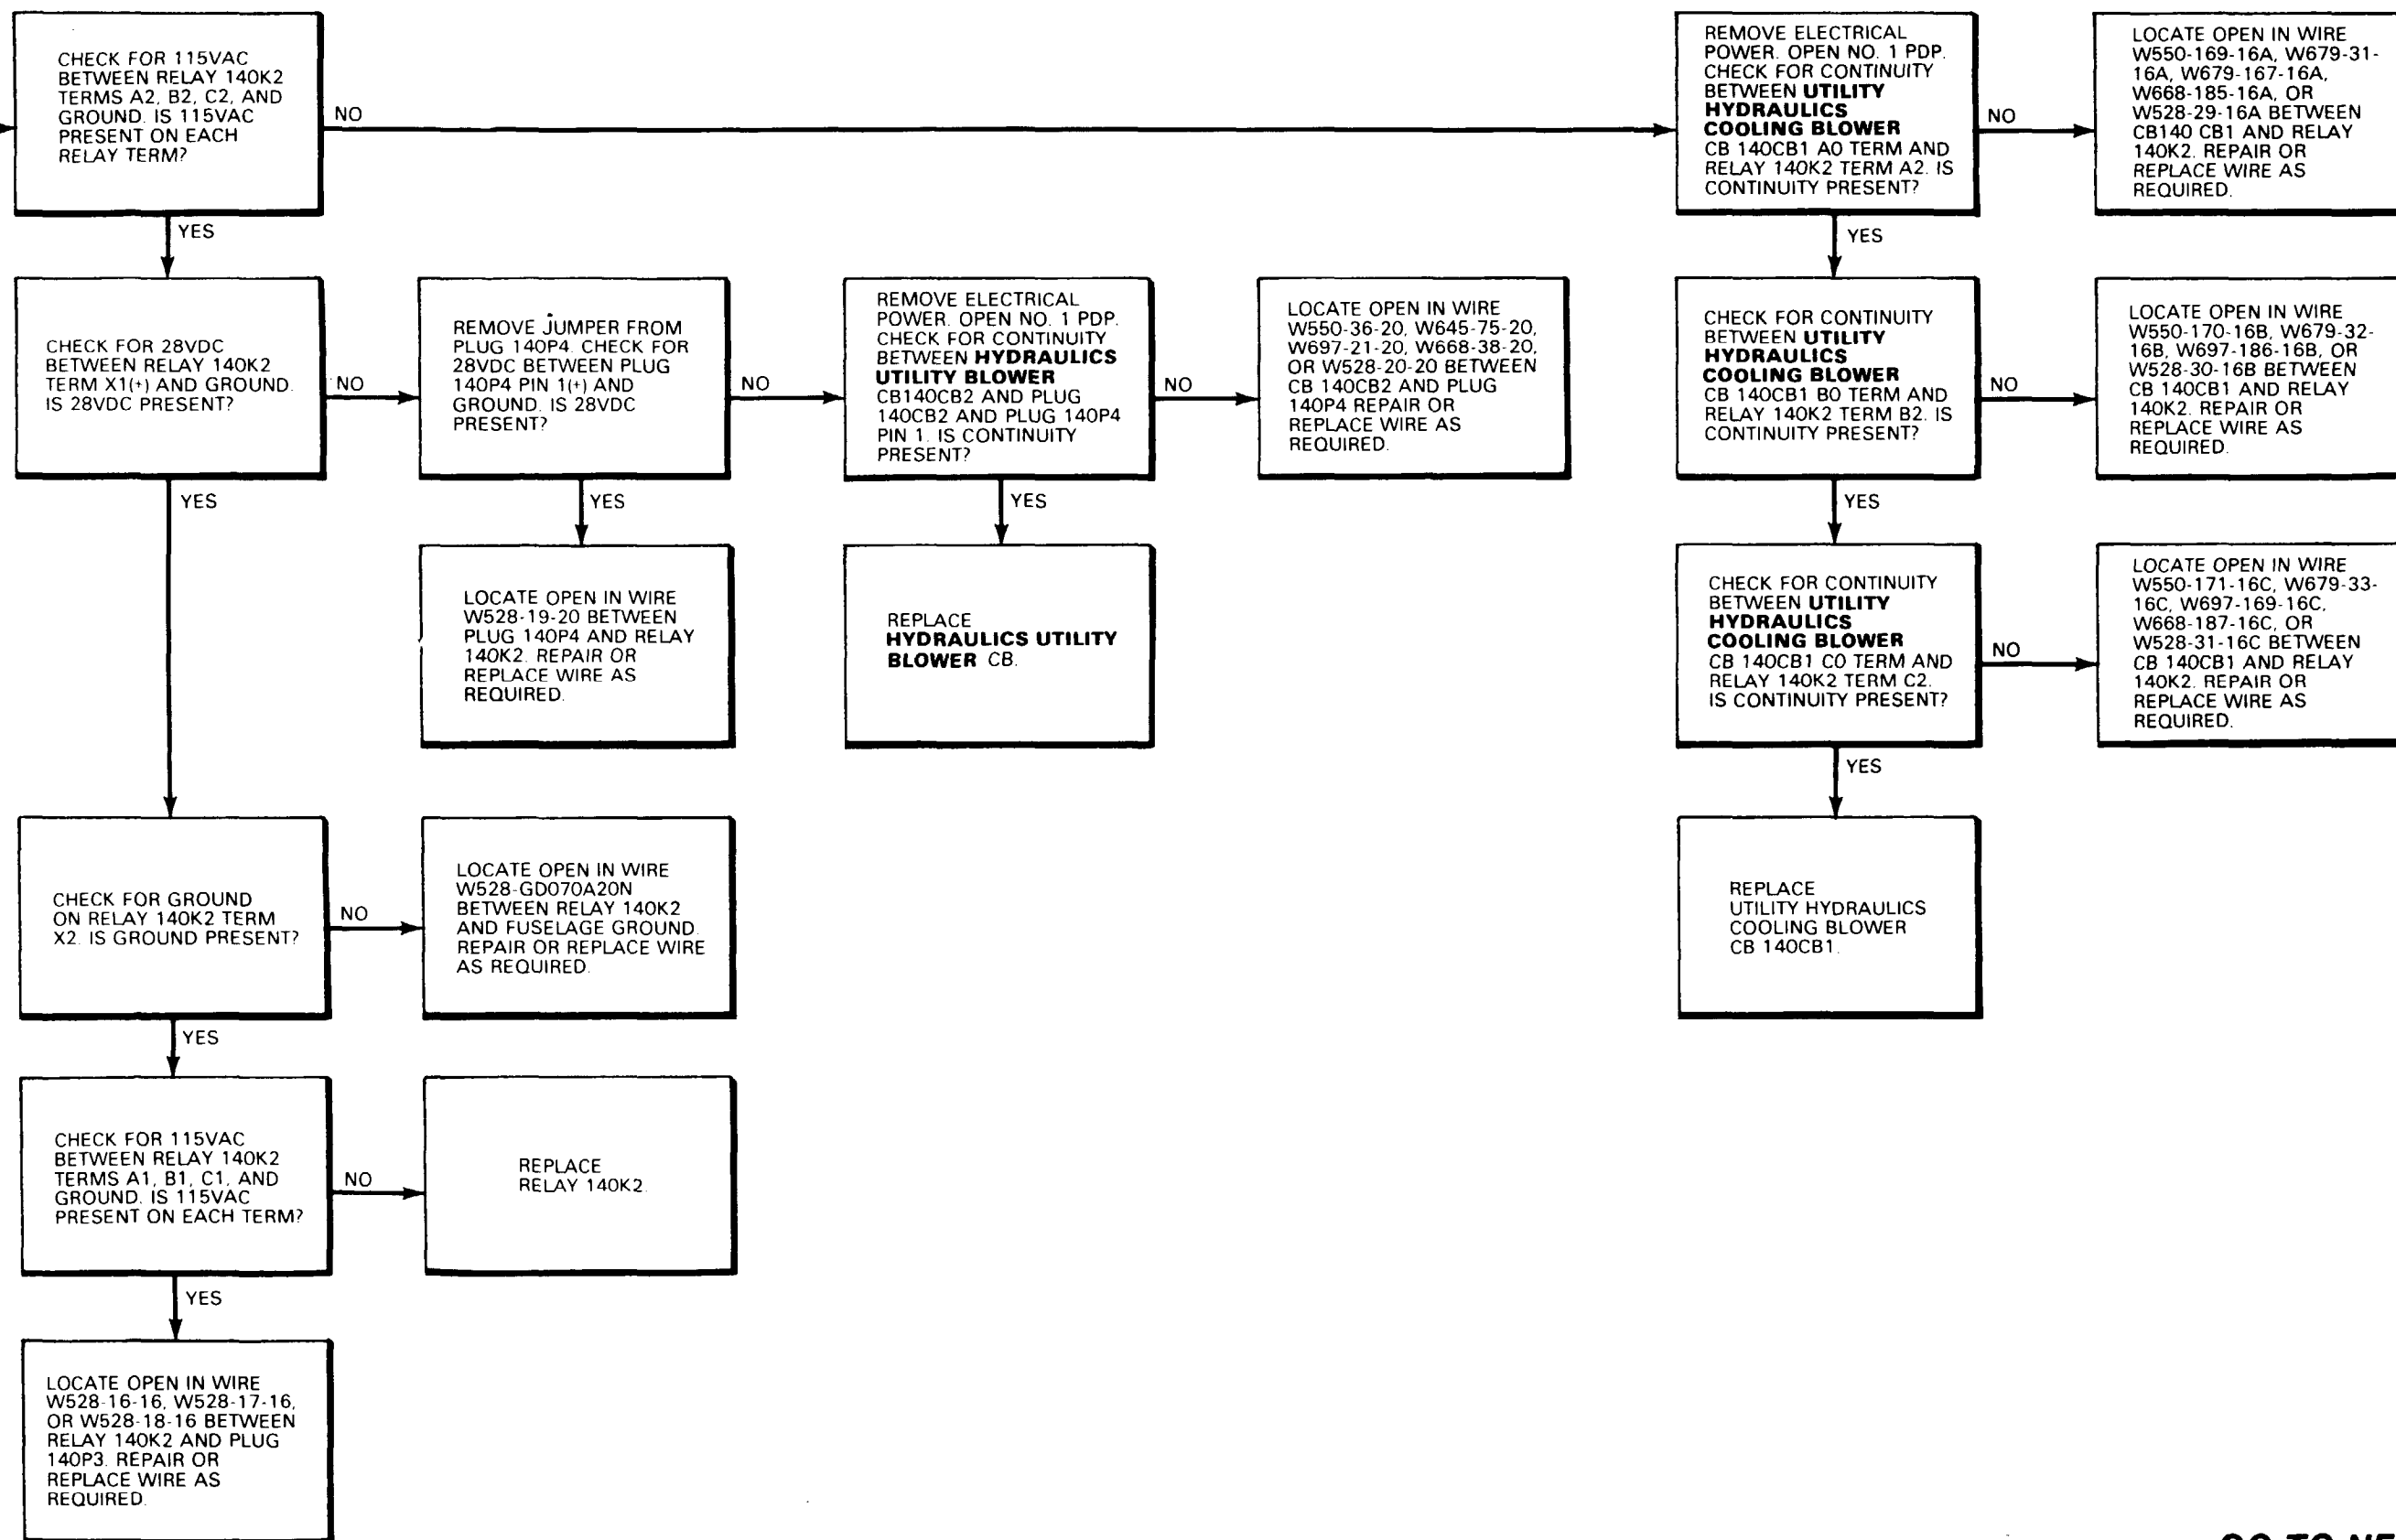 CHECK FOR 115VAC
BETWEEN RELAY 140K2
TERMS A2, B2, C2, AND
GROUND. IS 115VAC
PRESENT ON EACH
RELAY TERM?
NO
YES
REMOVE ELECTRICAL
POWER. OPEN NO. 1 PDP.
CHECK FOR CONTINUITY
BETWEEN UTILITY
HYDRAULICS
COOLING BLOWER
CB 140CB1 A0 TERM AND
RELAY 140K2 TERM A2. IS
CONTINUITY PRESENT?
NO
YES
LOCATE OPEN IN WIRE
W550-169-16A, W679-31-
16A, W679-167-16A,
W668-185-16A, OR
W528-29-16A BETWEEN
CB140 CB1 AND RELAY
140K2. REPAIR OR
REPLACE WIRE AS
REQUIRED.
CHECK FOR 28VDC
BETWEEN RELAY 140K2
TERM X1(+) AND GROUND.
IS 28VDC PRESENT?
NO
YES
REMOVE JUMPER FROM
PLUG 140P4. CHECK FOR
28VDC BETWEEN PLUG
140P4 PIN 1(+) AND
GROUND. IS 28VDC
PRESENT?
NO
YES
REMOVE ELECTRICAL
POWER. OPEN NO. 1 PDP.
CHECK FOR CONTINUITY
BETWEEN HYDRAULICS
UTILITY BLOWER
CB140CB2 AND PLUG
140CB2 AND PLUG 140P4
PIN 1. IS CONTINUITY
PRESENT?
NO
YES
LOCATE OPEN IN WIRE
W550-36-20, W645-75-20,
W697-21-20, W668-38-20,
OR W528-20-20 BETWEEN
CB 140CB2 AND PLUG
140P4 REPAIR OR
REPLACE WIRE AS
REQUIRED.
CHECK FOR CONTINUITY
BETWEEN UTILITY
HYDRAULICS
COOLING BLOWER
CB 140CB1 B0 TERM AND
RELAY 140K2 TERM B2. IS
CONTINUITY PRESENT?
NO
YES
LOCATE OPEN IN WIRE
W550-170-16B, W679-32-
16B, W697-186-16B, OR
W528-30-16B BETWEEN
CB 140CB1 AND RELAY
140K2. REPAIR OR
REPLACE WIRE AS
REQUIRED.
LOCATE OPEN IN WIRE
W528-19-20 BETWEEN
PLUG 140P4 AND RELAY
140K2. REPAIR OR
REPLACE WIRE AS
REQUIRED.
REPLACE
HYDRAULICS UTILITY
BLOWER CB.
CHECK FOR CONTINUITY
BETWEEN UTILITY
HYDRAULICS
COOLING BLOWER
CB 140CB1 C0 TERM AND
RELAY 140K2 TERM C2.
IS CONTINUITY PRESENT?
NO
YES
LOCATE OPEN IN WIRE
W550-171-16C, W679-33-
16C, W697-169-16C,
W668-187-16C, OR
W528-31-16C BETWEEN
CB 140CB1 AND RELAY
140K2. REPAIR OR
REPLACE WIRE AS
REQUIRED.
CHECK FOR GROUND
ON RELAY 140K2 TERM
X2. IS GROUND PRESENT?
NO
YES
LOCATE OPEN IN WIRE
W528-GD070A20N
BETWEEN RELAY 140K2
AND FUSELAGE GROUND.
REPAIR OR REPLACE WIRE
AS REQUIRED.
REPLACE
UTILITY HYDRAULICS
COOLING BLOWER
CB 140CB1.
CHECK FOR 115VAC
BETWEEN RELAY 140K2
TERMS A1, B1, C1, AND
GROUND. IS 115VAC
PRESENT ON EACH TERM?
NO
YES
REPLACE
RELAY 140K2.
LOCATE OPEN IN WIRE
W528-16-16, W528-17-16,
OR W528-18-16 BETWEEN
RELAY 140K2 AND PLUG
140P3. REPAIR OR
REPLACE WIRE AS
REQUIRED.